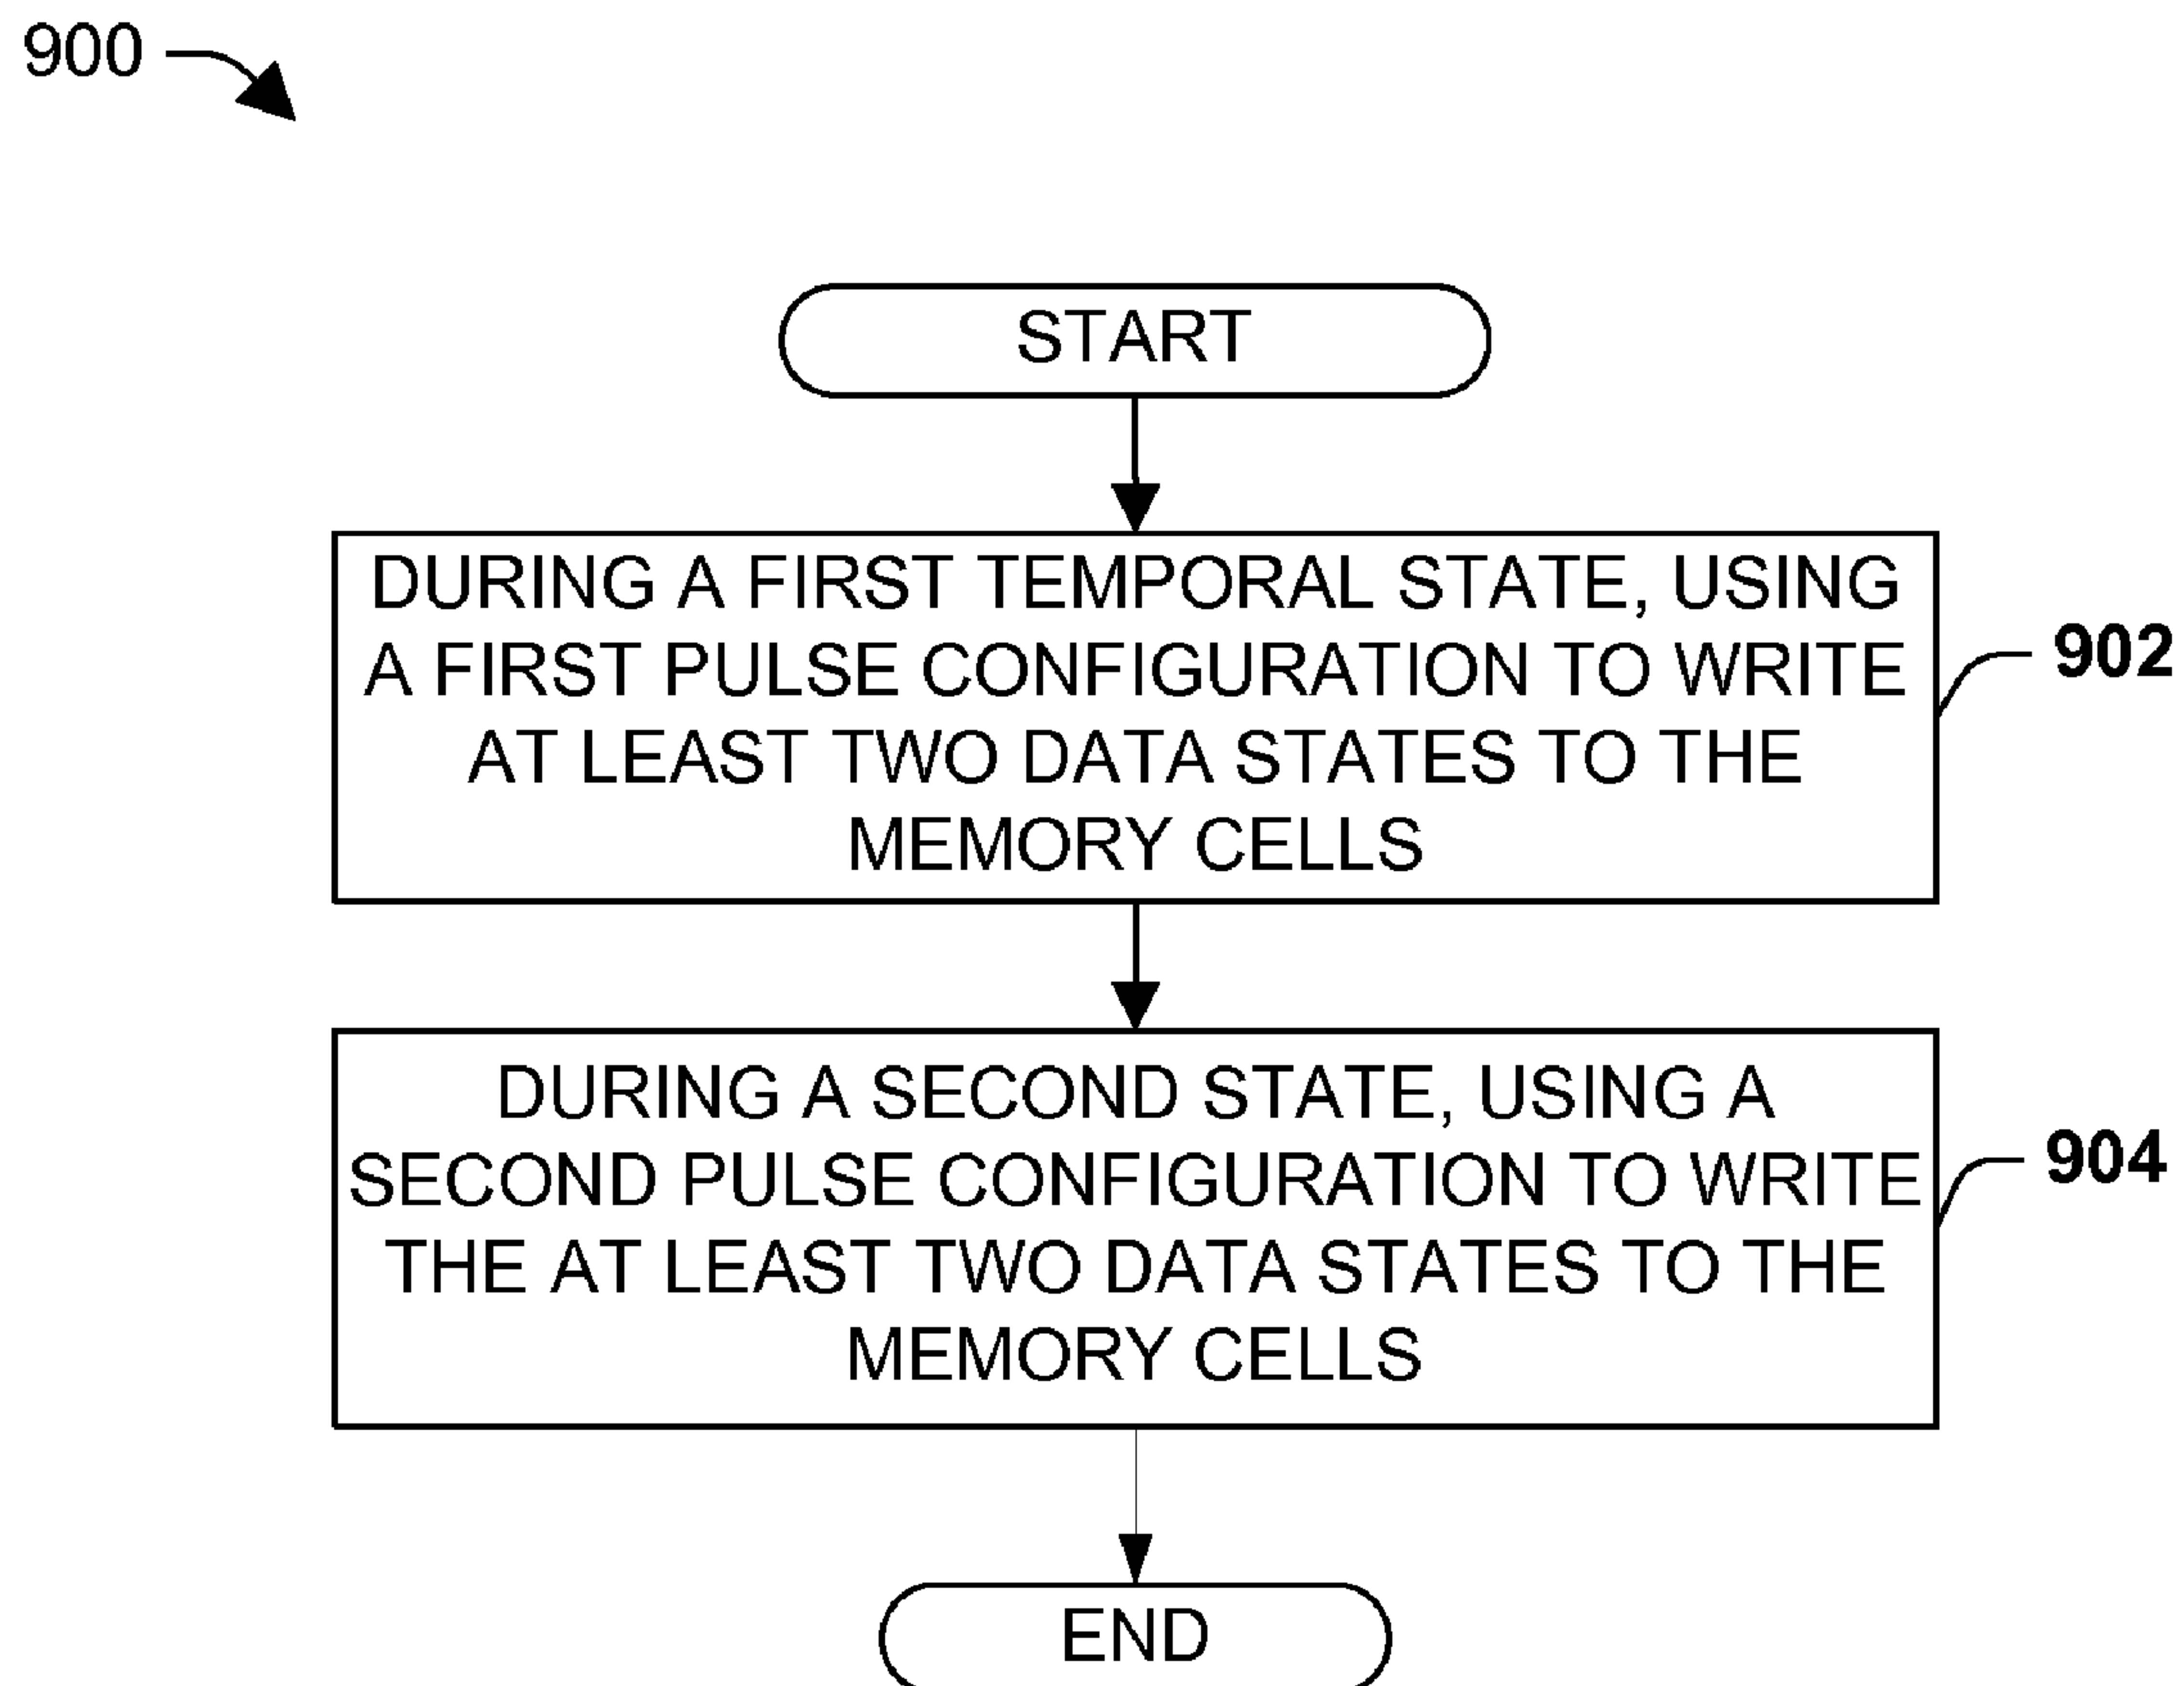 900
START
DURING A FIRST TEMPORAL STATE, USING
A FIRST PULSE CONFIGURATION TO WRITE
AT LEAST TWO DATA STATES TO THE
MEMORY CELLS
902
DURING A SECOND STATE, USING A
SECOND PULSE CONFIGURATION TO WRITE
THE AT LEAST TWO DATA STATES TO THE
MEMORY CELLS
904
END